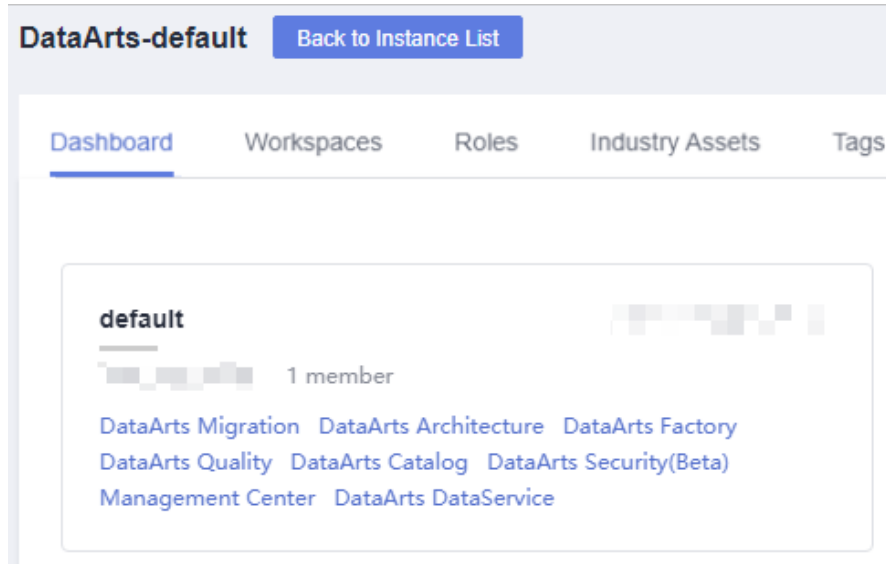 DataArts-default Back to Instance List
Dashboard Workspaces Roles Industry Assets Tags
default
1 member
DataArts Migration DataArts Architecture DataArts Factory
DataArts Quality DataArts Catalog DataArts Security(Beta)
Management Center DataArts DataService